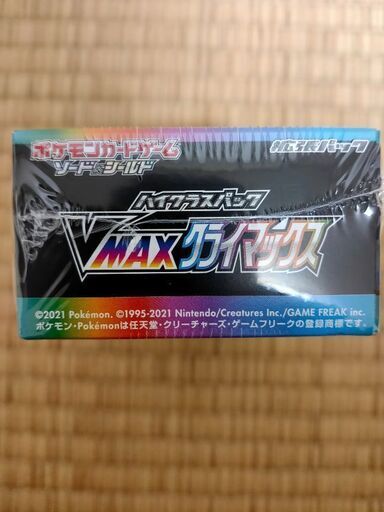 ポケモンカードゲーム
ソード&シールド
拡張パック
ハイクラスパック
VMAXクライマックス
©2021 Pokémon. ©1995-2021 Nintendo/Creatures Inc./GAME FREAK inc.
ポケモン・Pokémonは任天堂・クリーチャーズ・ゲームフリークの登録商標です。